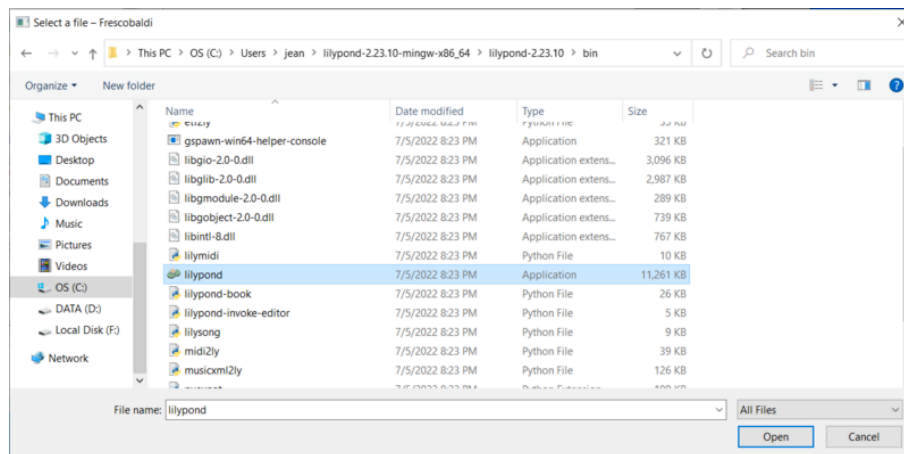 Select a file – Frescobaldi
This PC > OS (C:) > Users > jean > lilypond-2.23.10-mingw-x86_64 > lilypond-2.23.10 > bin
Search bin
Organize
New folder
This PC
3D Objects
Desktop
Documents
Downloads
Music
Pictures
Videos
OS (C:)
DATA (D:)
Local Disk (F:)
Network
Name Date modified Type Size
gspawn-win64-helper-console 7/5/2022 8:23 PM Application 321 KB
libgio-2.0-0.dll 7/5/2022 8:23 PM Application extens... 3,096 KB
libglib-2.0-0.dll 7/5/2022 8:23 PM Application extens... 2,987 KB
libgmodule-2.0-0.dll 7/5/2022 8:23 PM Application extens... 289 KB
libgobject-2.0-0.dll 7/5/2022 8:23 PM Application extens... 739 KB
libintl-8.dll 7/5/2022 8:23 PM Application extens... 767 KB
lilymidi 7/5/2022 8:23 PM Python File 10 KB
lilypond 7/5/2022 8:23 PM Application 11,261 KB
lilypond-book 7/5/2022 8:23 PM Python File 26 KB
lilypond-invoke-editor 7/5/2022 8:23 PM Python File 5 KB
lilysong 7/5/2022 8:23 PM Python File 9 KB
midi2ly 7/5/2022 8:23 PM Python File 39 KB
musicxml2ly 7/5/2022 8:23 PM Python File 126 KB
File name: lilypond
All Files
Open
Cancel